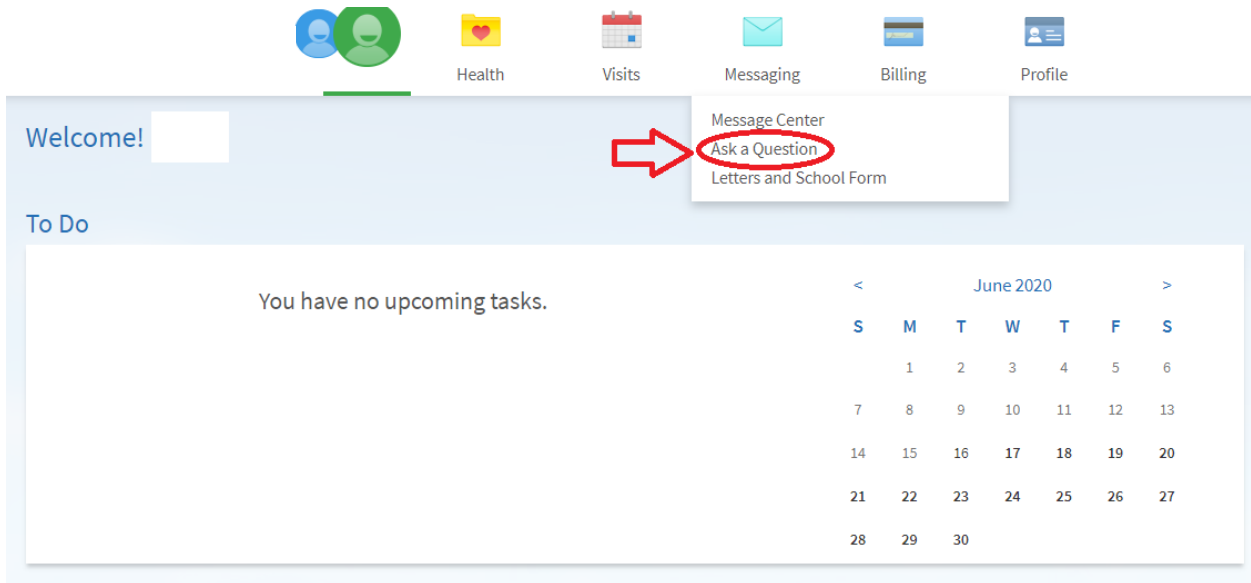 Health Visits Messaging Billing Profile
Message Center
Ask a Question
Letters and School Form
Welcome!
To Do
You have no upcoming tasks.
< June 2020 >
S M T W T F S
1 2 3 4 5 6
7 8 9 10 11 12 13
14 15 16 17 18 19 20
21 22 23 24 25 26 27
28 29 30